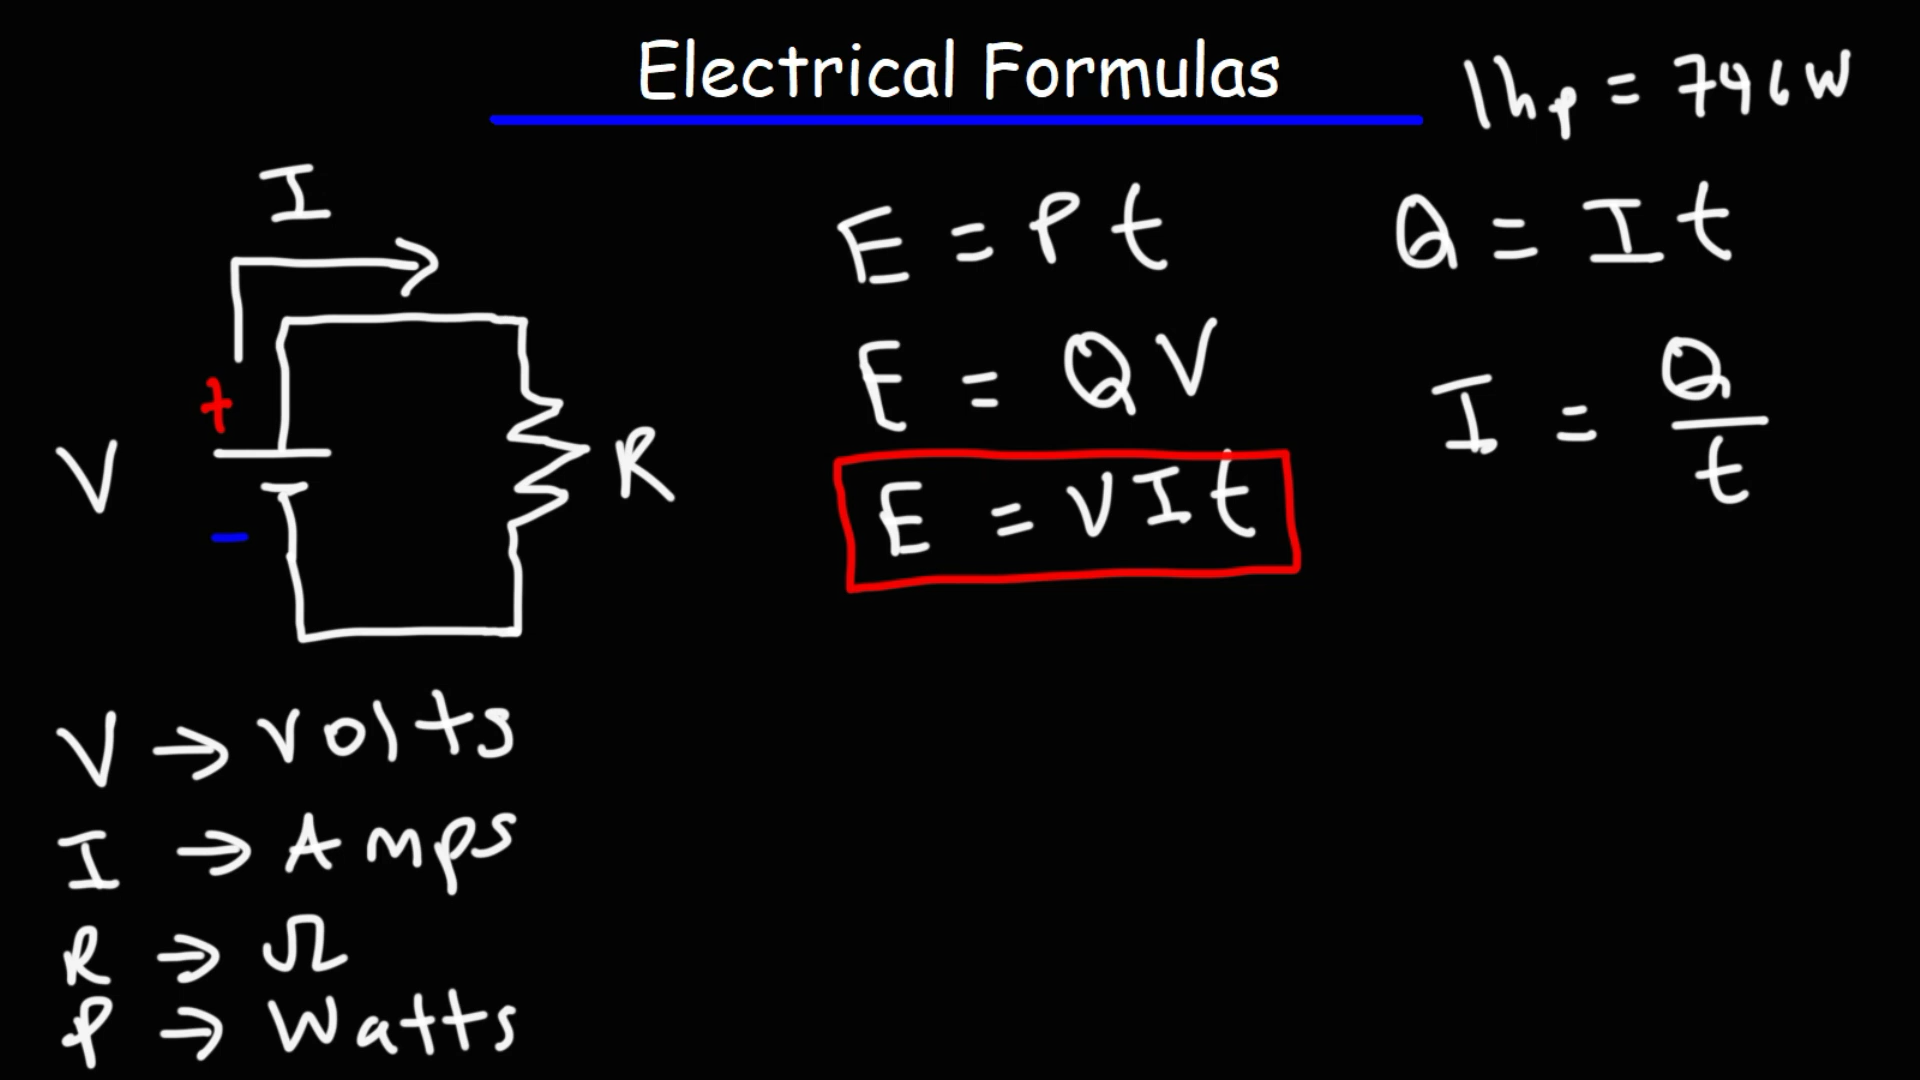 Electrical Formulas
1hp = 746W
I
+
V
-
R
E = Pt
E = QV
E = VIt
Q = It
I = Q/t
V → volts
I → Amps
R → Ω
P → Watts